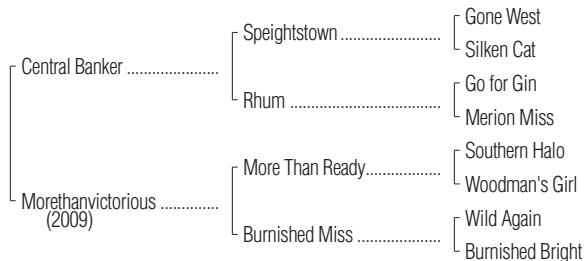 Gone West
Speightstown ......................
Silken Cat
Central Banker .....................
Go for Gin
Rhum ........................................
Merion Miss
Southern Halo
More Than Ready.................
Woodman's Girl
Morethanvictorious .............
(2009)
Wild Again
Burnished Miss ....................
Burnished Bright